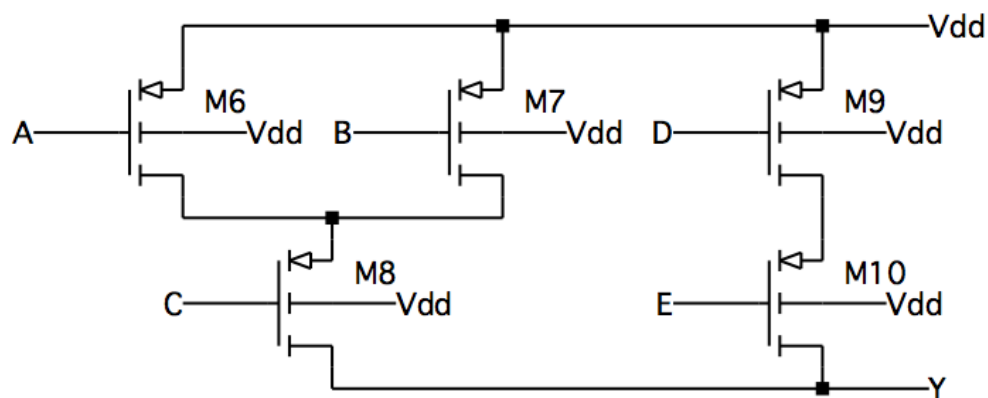 Vdd
M6 M7 M9
A Vdd B Vdd D Vdd
M8 M10
C Vdd E Vdd
Y